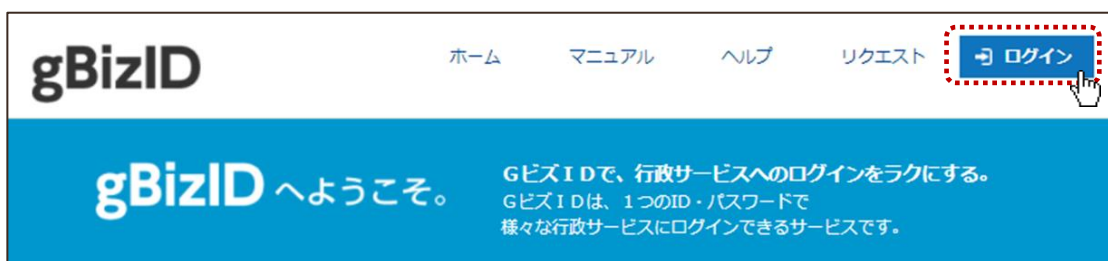 gBizID
ホーム マニュアル ヘルプ リクエスト ログイン
gBizID へようこそ。
GビズIDで、行政サービスへのログインをラクにする。
GビズIDは、1つのID・パスワードで
様々な行政サービスにログインできるサービスです。